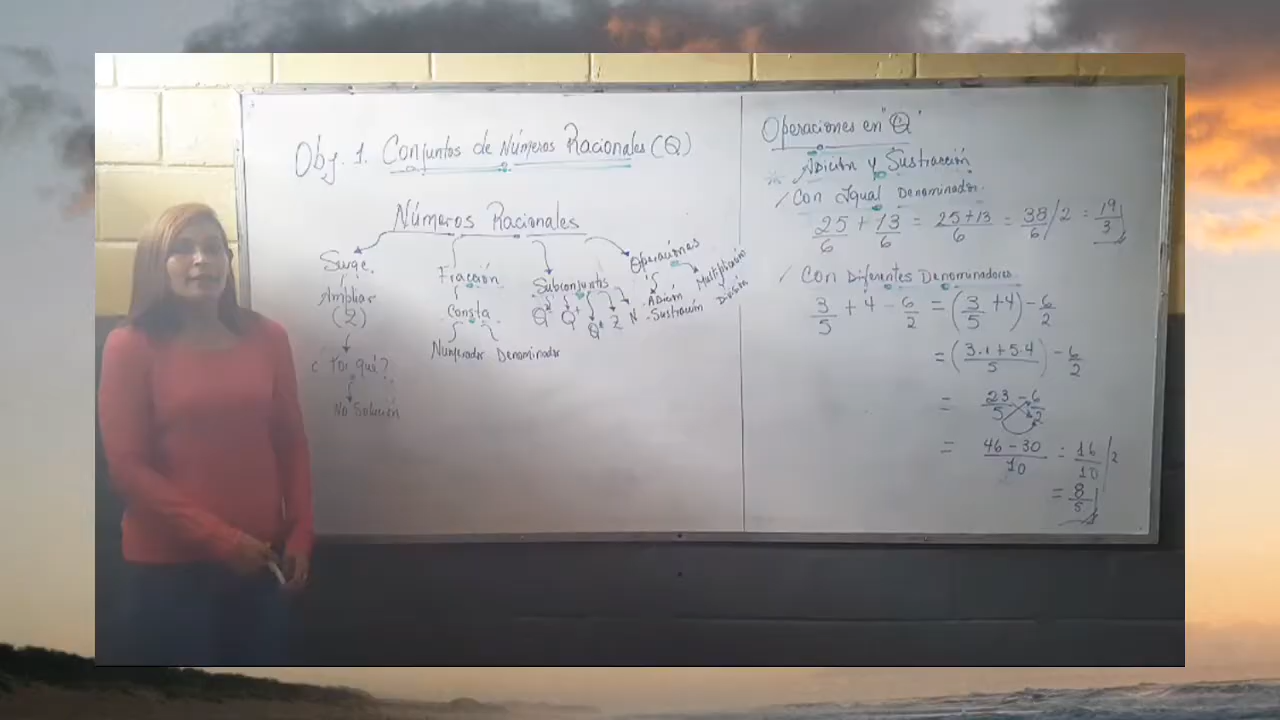 Obj. 1. Conjuntos de Números Racionales (Q)
Números Racionales
Surge.
Ampliar
(Z)
¿Por qué?
No Solución
Fracción
Consta
Numerador Denominador
Subconjuntos
Z N
Operaciones
Adición
-Sustracción
Multiplicación
y
División
Operaciones en "Q"
* Adición y Sustracción
/ Con Igual Denominador.
25/6 + 13/6 = 25+13/6 = 38/6 /2 = 19/3
/ Con Diferentes Denominadores.
3/5 + 4 - 6/2 = (3/5 + 4) - 6/2
= (3.1+5.4/5) - 6/2
= 23/5 - 6/2
= 46-30/10 = 16/10 /2
= 8/5